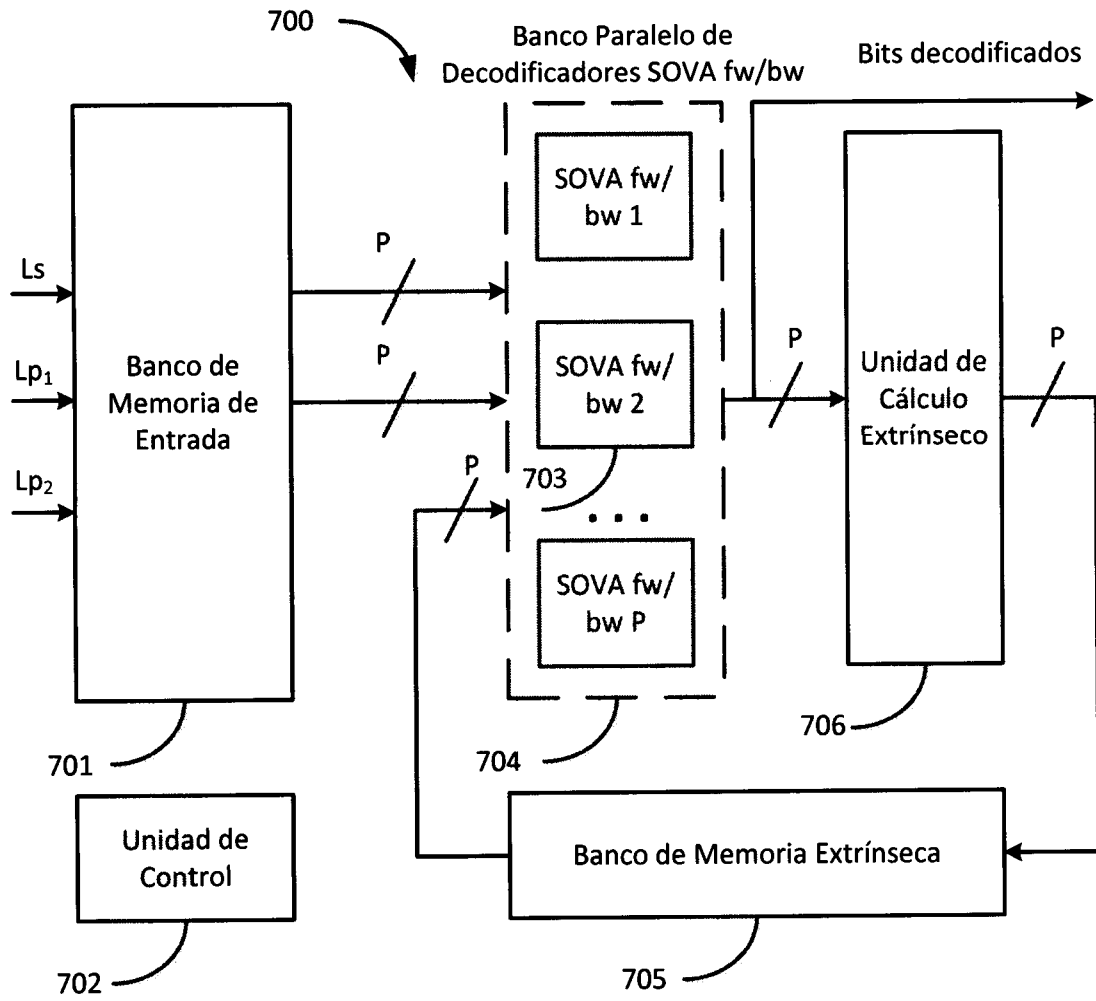 700
Banco Paralelo de
Decodificadores SOVA fw/bw
Bits decodificados
SOVA fw/
bw 1
P
Ls
Lp₁
Lp₂
Banco de
Memoria de
Entrada
P
SOVA fw/
bw 2
P
Unidad de
Cálculo
Extrínseco
P
P
703
. . .
SOVA fw/
bw P
701
704
706
Unidad de
Control
Banco de Memoria Extrínseca
702
705